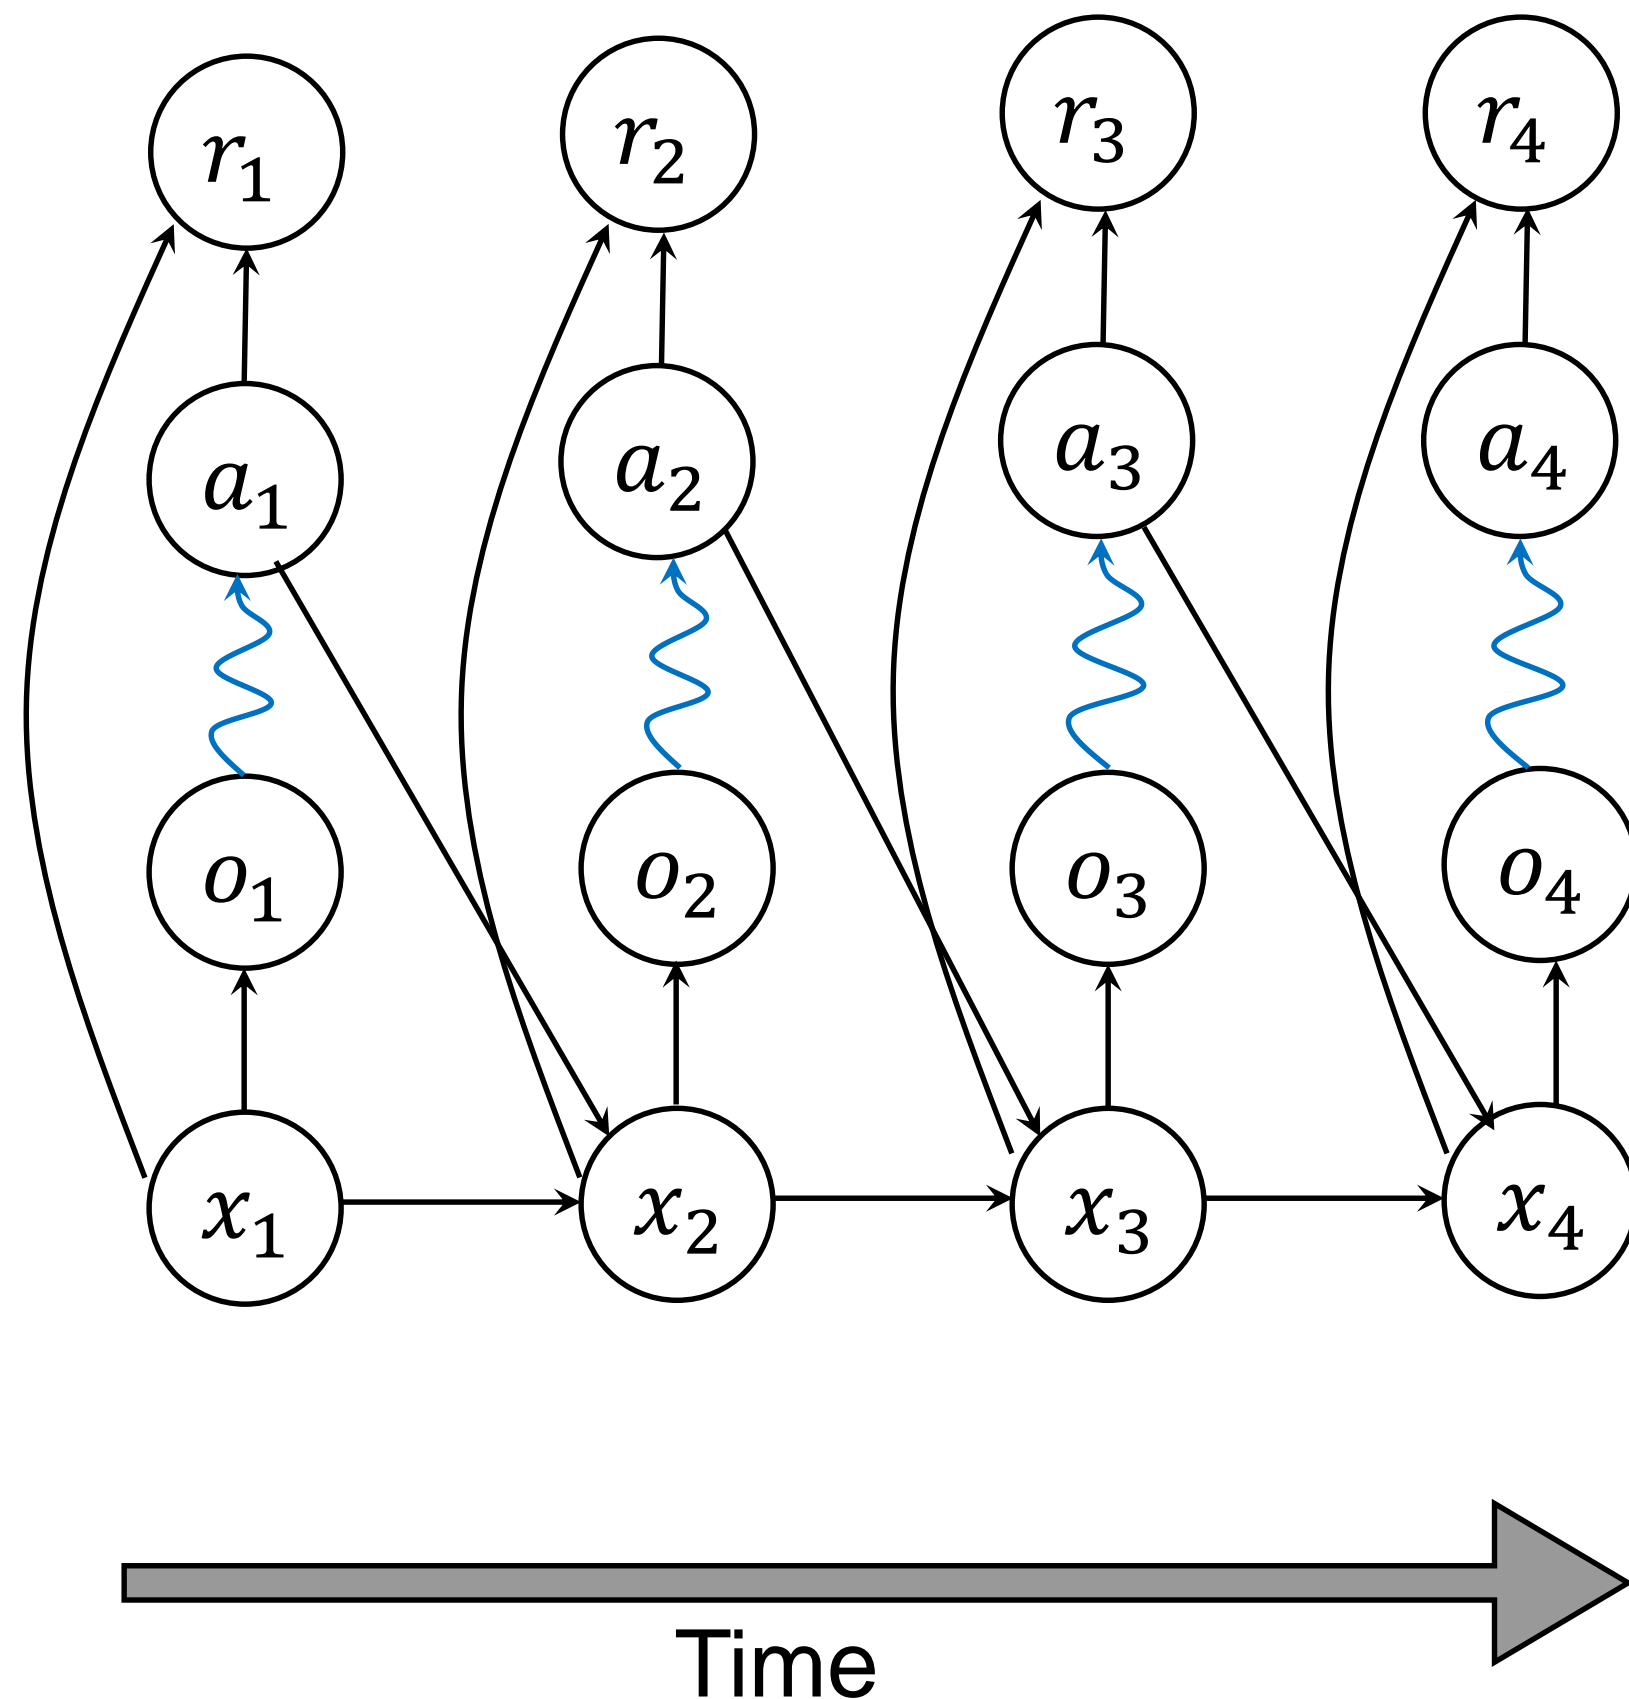 r₁ r₂ r₃ r₄
a₁ a₂ a₃ a₄
o₁ o₂ o₃ o₄
x₁ x₂ x₃ x₄
Time